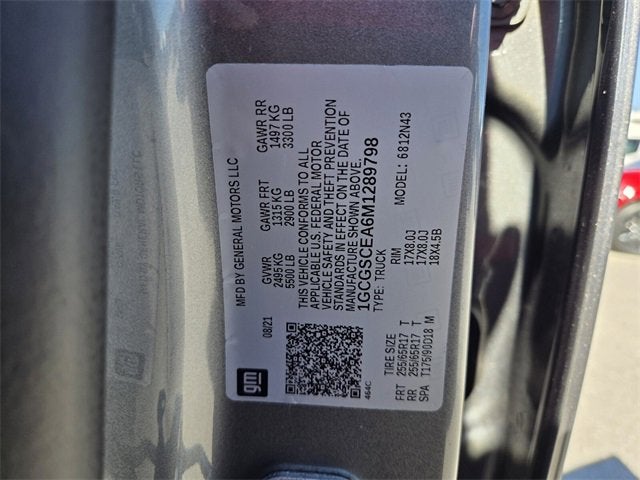 gm
MFD BY GENERAL MOTORS LLC
08/21
GVWR GAWR FRT GAWR RR
2495 KG 1315 KG 1497 KG
5500 LB 2900 LB 3300 LB
THIS VEHICLE CONFORMS TO ALL
APPLICABLE U.S. FEDERAL MOTOR
VEHICLE SAFETY AND THEFT PREVENTION
STANDARDS IN EFFECT ON THE DATE OF
MANUFACTURE SHOWN ABOVE.
1GCGSCEA6M1289798
TYPE: TRUCK MODEL: 6812N43
464C
TIRE SIZE RIM
FRT 255/65R17 T 17X8.0J
RR 255/65R17 T 17X8.0J
SPA T175/90D18 M 18X4.5B